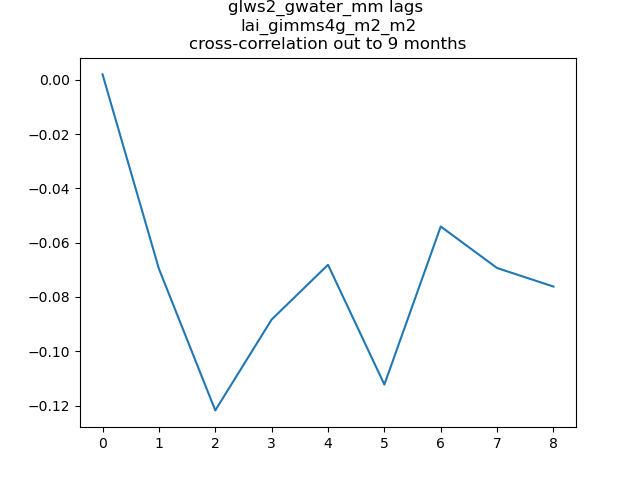 glws2_gwater_mm lags
lai_gimms4g_m2_m2
cross-correlation out to 9 months
0.00
−0.02
−0.04
−0.06
−0.08
−0.10
−0.12
0 1 2 3 4 5 6 7 8